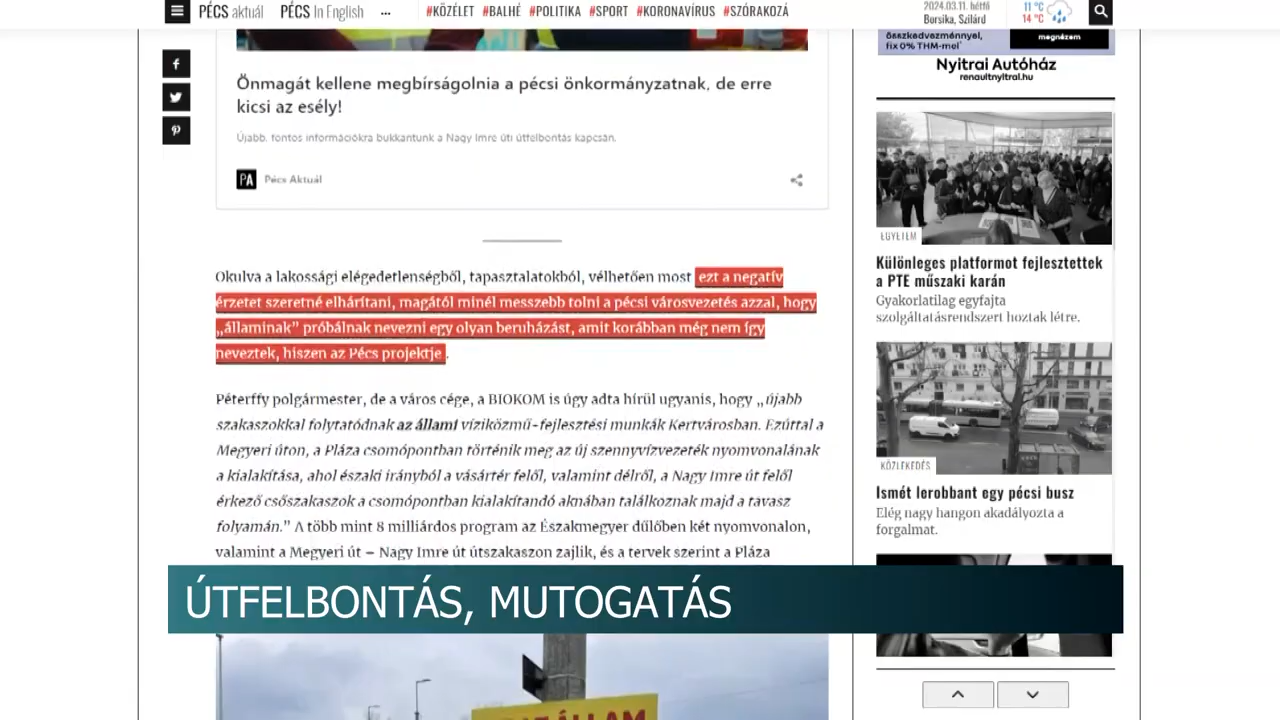 PÉCS aktuál
PÉCS In English
...
#KÖZÉLET #BALHÉ #POLITIKA #SPORT #KORONAVÍRUS #SZÓRAKOZÁ
2024.03.11. hétfő
Borsika, Szilárd
11 °C
14 °C
Önmagát kellene megbírságolnia a pécsi önkormányzatnak, de erre
kicsi az esély!
Újabb, fontos információkra bukkantunk a Nagy Imre úti útfelbontás kapcsán.
PA Pécs Aktuál
Okulva a lakossági elégedetlenségből, tapasztalatokból, vélhetően most ezt a negatív
érzetet szeretné elhárítani, magától minél messzebb tolni a pécsi városvezetés azzal, hogy
„államinak” próbálnak nevezni egy olyan beruházást, amit korábban még nem így
neveztek, hiszen az Pécs projektje.
Péterffy polgármester, de a város cége, a BIOKOM is úgy adta hírül ugyanis, hogy „újabb
szakaszokkal folytatódnak az állami víziközmű-fejlesztési munkák Kertvárosban. Ezúttal a
Megyeri úton, a Pláza csomópontban történik meg az új szennyvízvezeték nyomvonalának
a kialakítása, ahol északi irányból a vásártér felől, valamint délről, a Nagy Imre út felől
érkező csőszakaszok a csomópontban kialakítandó aknában találkoznak majd a tavasz
folyamán.” A több mint 8 milliárdos program az Északmegyer dűlőben két nyomvonalon,
valamint a Megyeri út – Nagy Imre út útszakaszon zajlik, és a tervek szerint a Pláza
ÚTFELBONTÁS, MUTOGATÁS
ÁLLAM
összkedvezménnyel,
fix 0% THM-mel*
megnézem
Nyitrai Autóház
renaultnyitrai.hu
EGYETEM
Különleges platformot fejlesztettek
a PTE műszaki karán
Gyakorlatilag egyfajta
szolgáltatásrendszert hoztak létre.
KÖZLEKEDÉS
Ismét lerobbant egy pécsi busz
Elég nagy hangon akadályozta a
forgalmat.